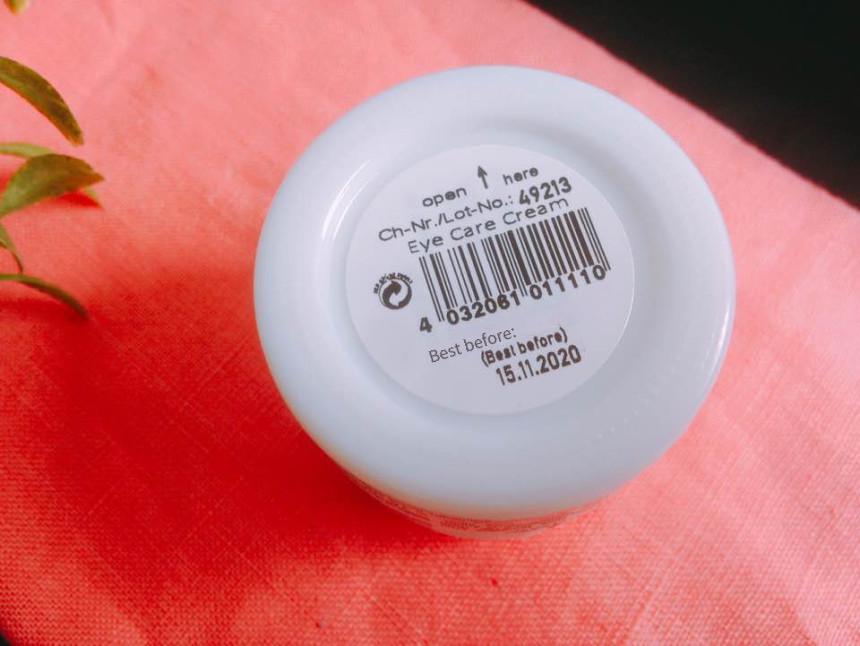 open ↑ here
Ch-Nr./Lot-No.: 49213
Eye Care Cream
4 032061 011110
Best before:
(Best before)
15.11.2020